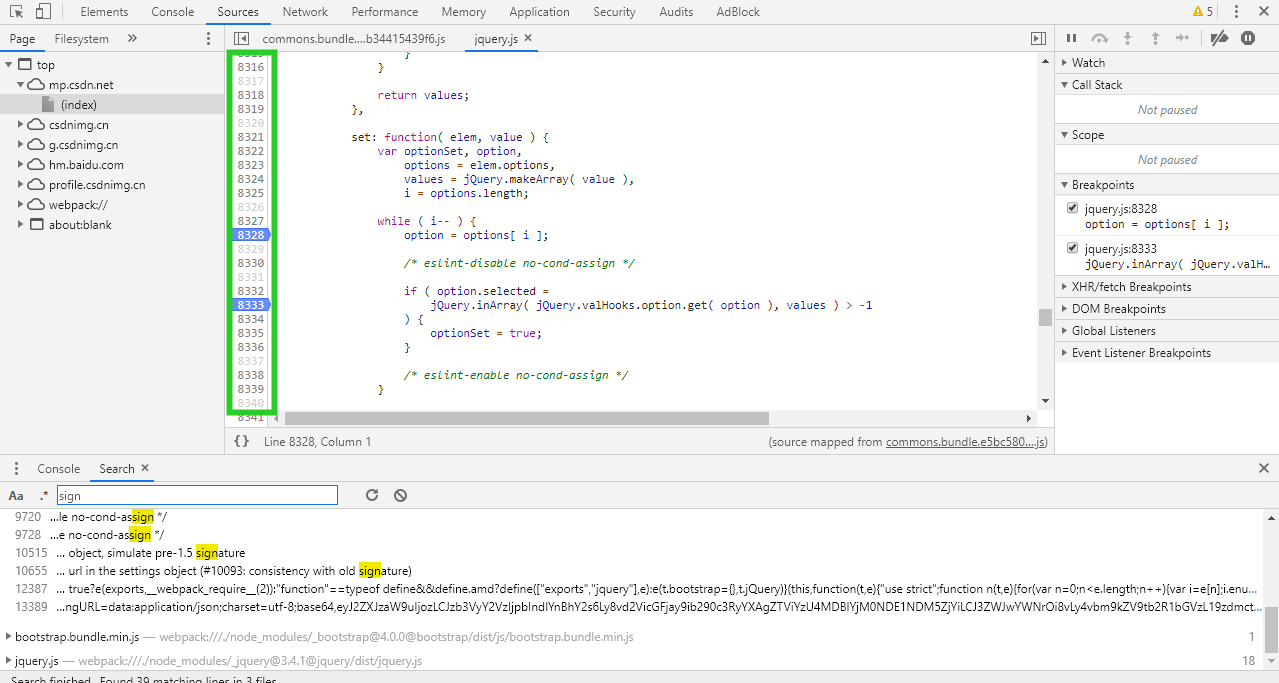 Elements Console Sources Network Performance Memory Application Security Audits AdBlock 5
Page Filesystem
commons.bundle....b34415439f6.js jquery.js
top
mp.csdn.net
(index)
csdnimg.cn
g.csdnimg.cn
hm.baidu.com
profile.csdnimg.cn
webpack://
about:blank
}
8316 }
8317
8318 return values;
8319 },
8320
8321 set: function( elem, value ) {
8322 var optionSet, option,
8323 options = elem.options,
8324 values = jQuery.makeArray( value ),
8325 i = options.length;
8326
8327 while ( i-- ) {
8328 option = options[ i ];
8329
8330 /* eslint-disable no-cond-assign */
8331
8332 if ( option.selected =
8333 jQuery.inArray( jQuery.valHooks.option.get( option ), values ) > -1
8334 ) {
8335 optionSet = true;
8336 }
8337
8338 /* eslint-enable no-cond-assign */
8339 }
8340
8341
{} Line 8328, Column 1 (source mapped from commons.bundle.e5bc580....js)
Watch
Call Stack
Not paused
Scope
Not paused
Breakpoints
jquery.js:8328
option = options[ i ];
jquery.js:8333
jQuery.inArray( jQuery.valH…
XHR/fetch Breakpoints
DOM Breakpoints
Global Listeners
Event Listener Breakpoints
Console Search
Aa .* sign
9720 ...le no-cond-assign */
9728 ...e no-cond-assign */
10515 ... object, simulate pre-1.5 signature
10655 ... url in the settings object (#10093: consistency with old signature)
12387 ... true?e(exports,__webpack_require__(2)):"function"==typeof define&&define.amd?define(["exports","jquery"],e):e(t.bootstrap={},t.jQuery)}(this,function(t,e){"use strict";function n(t,e){for(var n=0;n<e.length;n++){var i=e[n];i.enu...
13389
bootstrap.bundle.min.js — webpack:///./node_modules/_bootstrap@4.0.0@bootstrap/dist/js/bootstrap.bundle.min.js 1
jquery.js — webpack:///./node_modules/_jquery@3.4.1@jquery/dist/jquery.js 18
Search finished. Found 39 matching lines in 3 files.